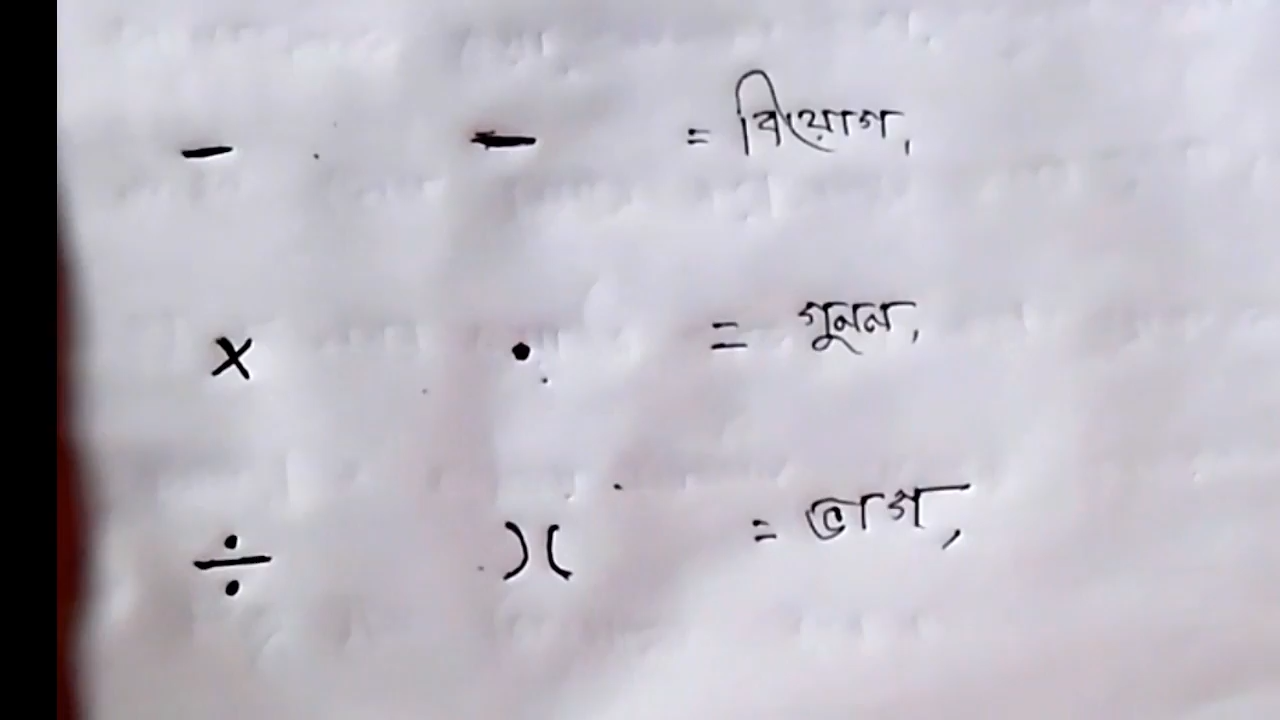 − − = বিয়োগ,
× • = গুনন,
÷ )( = ভাগ,